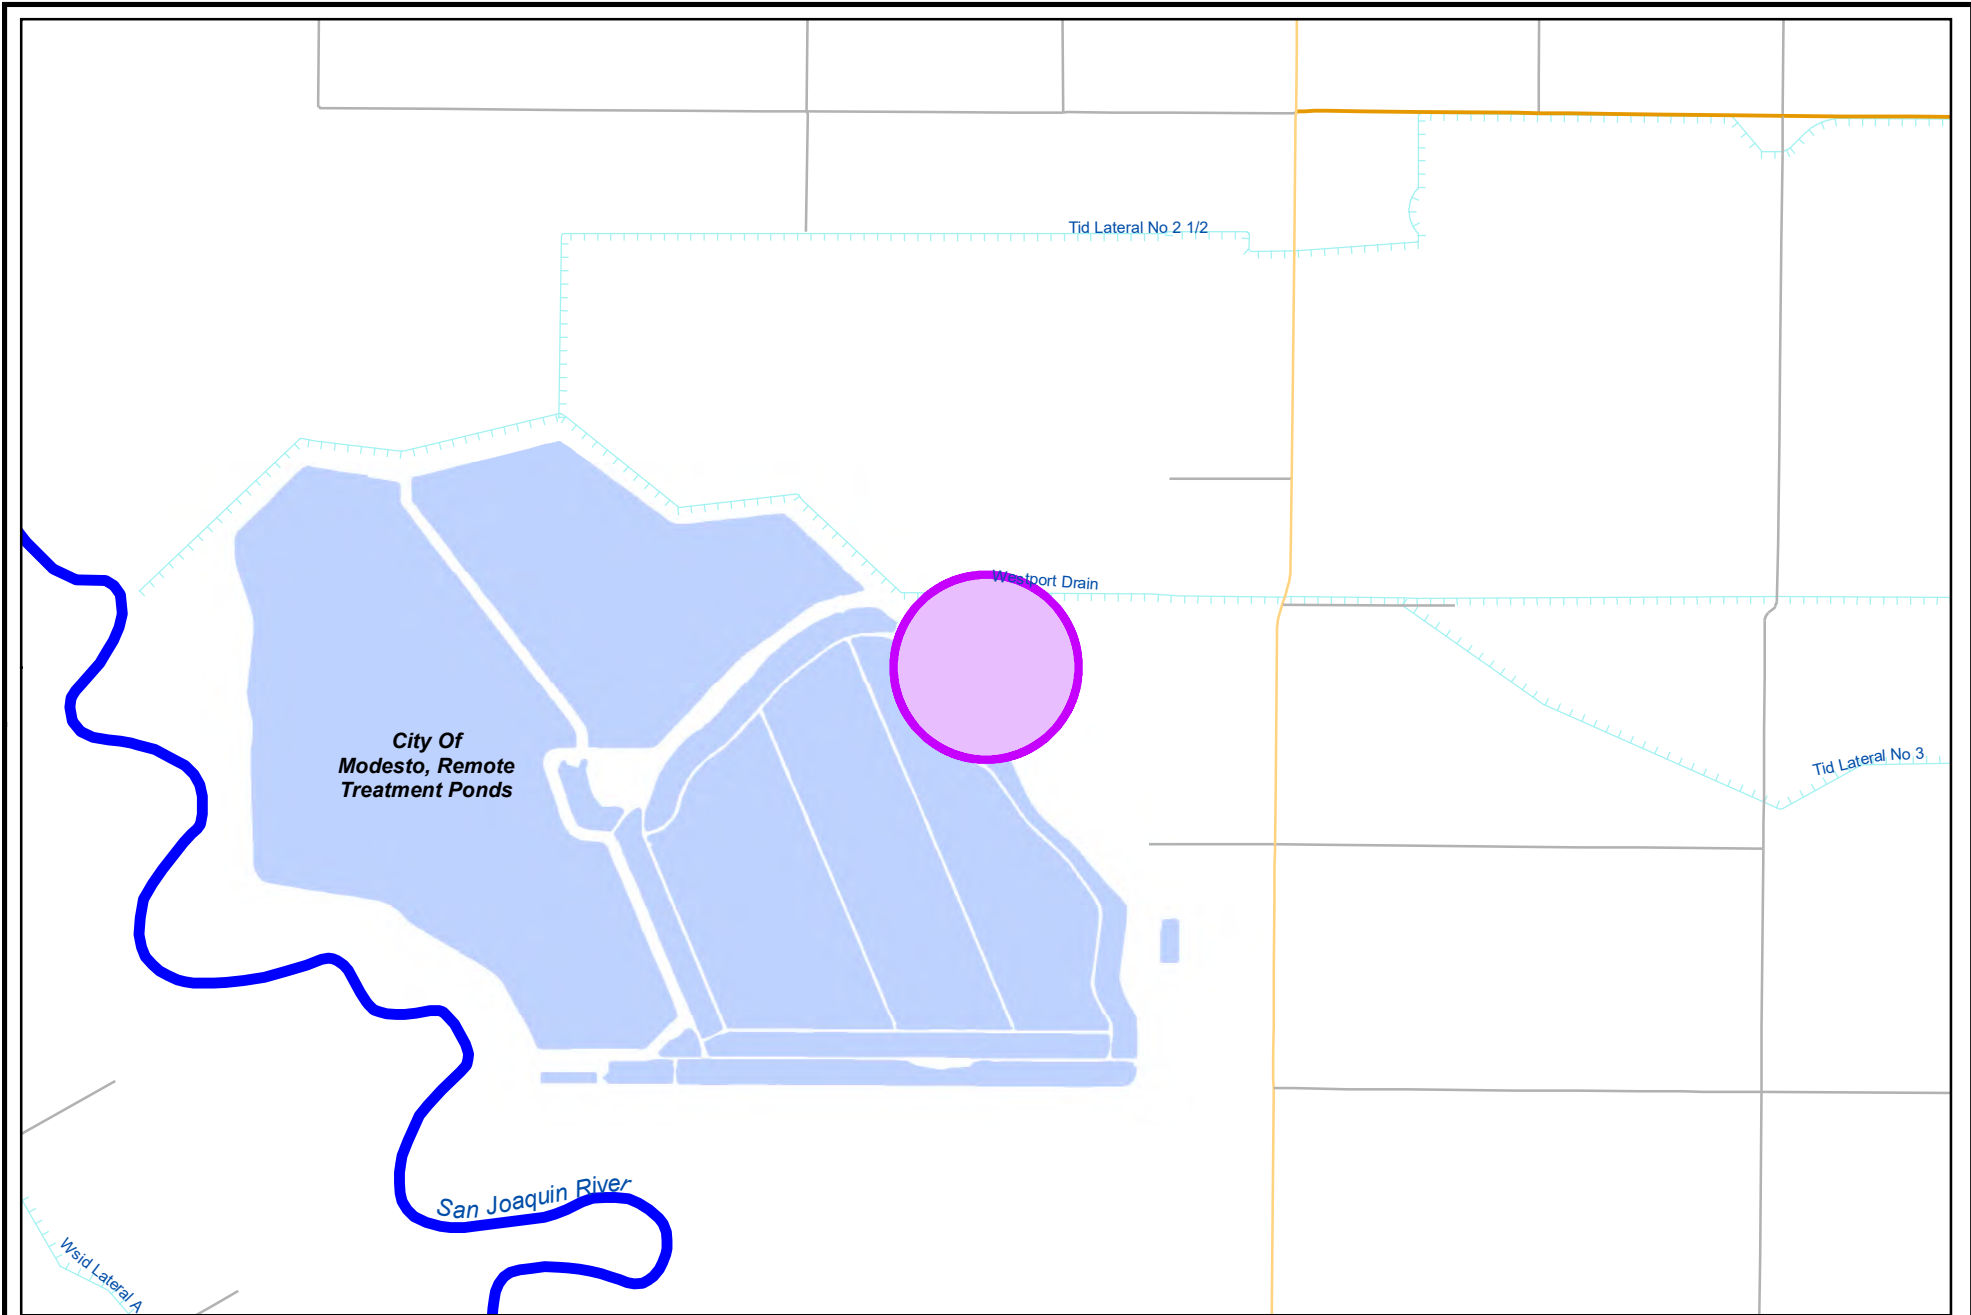 Tid Lateral No 2 1/2
Westport Drain
City Of
Modesto, Remote
Treatment Ponds
Tid Lateral No 3
San Joaquin River
Wsid Lateral A